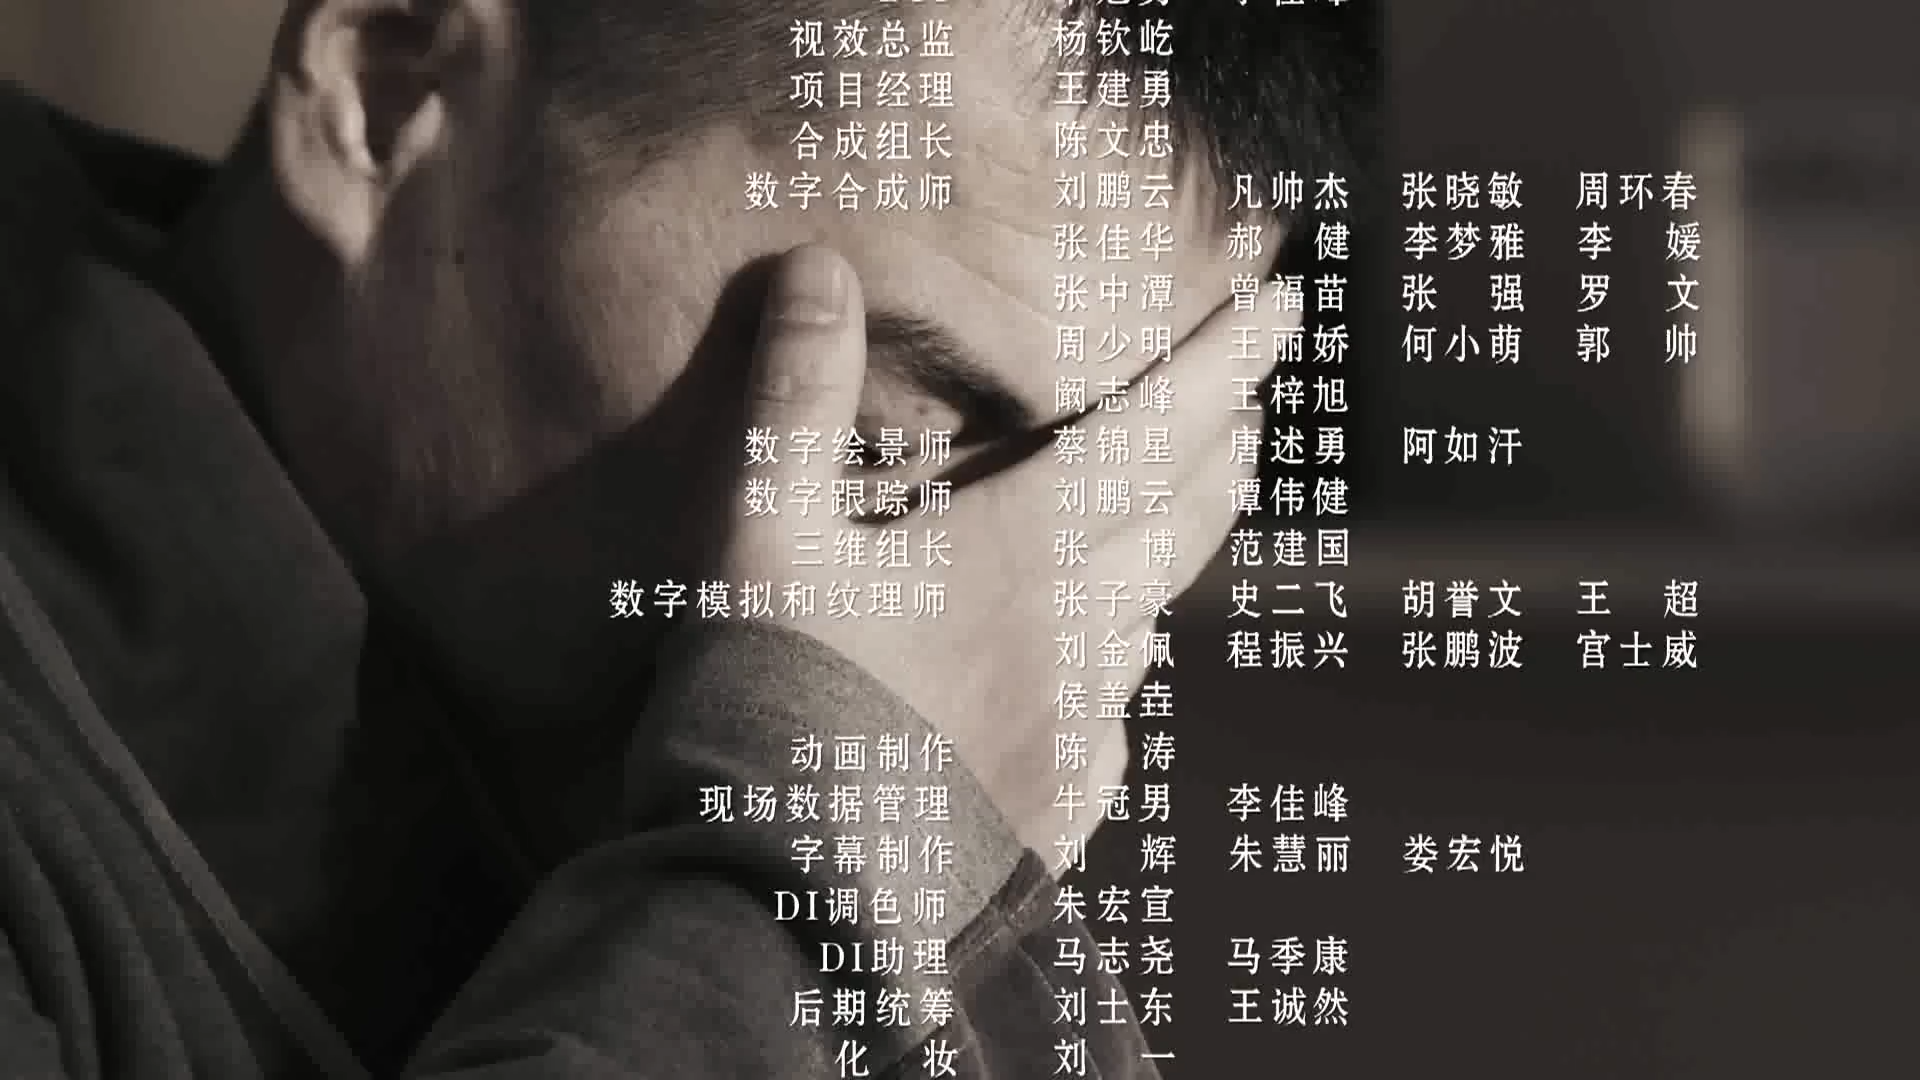 视效总监 杨钦屹
项目经理 王建勇
合成组长 陈文忠
数字合成师 刘鹏云 凡帅杰 张晓敏 周环春
张佳华 郝健 李梦雅 李媛
张中潭 曾福苗 张强 罗文
周少明 王丽娇 何小萌 郭帅
阚志峰 王梓旭
数字绘景师 蔡锦星 唐述勇 阿如汗
数字跟踪师 刘鹏云 谭伟健
三维组长 张博 范建国
数字模拟和纹理师 张子豪 史二飞 胡誉文 王超
刘金佩 程振兴 张鹏波 宫士威
侯盖垚
动画制作 陈涛
现场数据管理 牛冠男 李佳峰
字幕制作 刘辉 朱慧丽 娄宏悦
DI调色师 朱宏宣
DI助理 马志尧 马季康
后期统筹 刘士东 王诚然
化妆 刘一